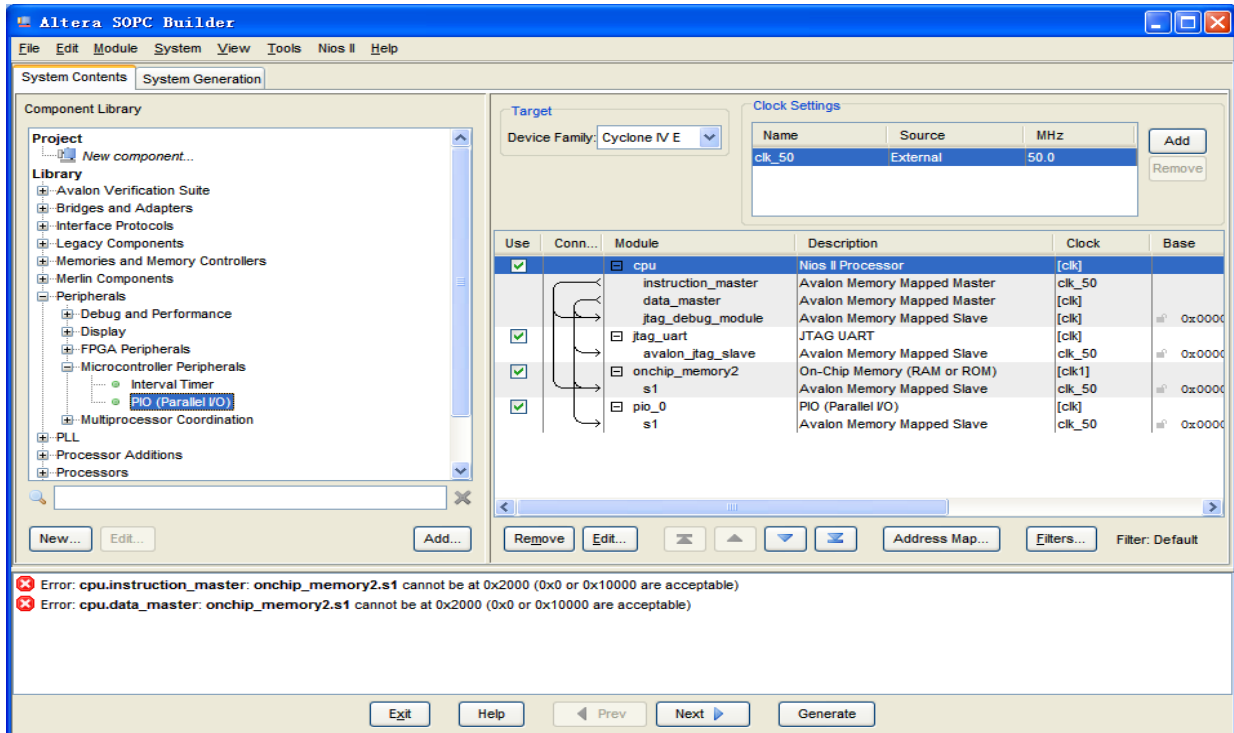 Altera SOPC Builder
File Edit Module System View Tools Nios II Help
System Contents System Generation
Component Library
Project
New component...
Library
Avalon Verification Suite
Bridges and Adapters
Interface Protocols
Legacy Components
Memories and Memory Controllers
Merlin Components
Peripherals
Debug and Performance
Display
FPGA Peripherals
Microcontroller Peripherals
Interval Timer
PIO (Parallel I/O)
Multiprocessor Coordination
PLL
Processor Additions
Processors
New... Edit... Add...
Target
Device Family: Cyclone IV E
Clock Settings
Name Source MHz
clk_50 External 50.0
Add
Remove
Use Conn... Module Description Clock Base
cpu Nios II Processor [clk]
instruction_master Avalon Memory Mapped Master clk_50
data_master Avalon Memory Mapped Master [clk]
jtag_debug_module Avalon Memory Mapped Slave [clk] 0x0000
jtag_uart JTAG UART [clk]
avalon_jtag_slave Avalon Memory Mapped Slave clk_50 0x0000
onchip_memory2 On-Chip Memory (RAM or ROM) [clk1]
s1 Avalon Memory Mapped Slave clk_50 0x0000
pio_0 PIO (Parallel I/O) [clk]
s1 Avalon Memory Mapped Slave clk_50 0x0000
Remove Edit... Address Map... Filters... Filter: Default
Error: cpu.instruction_master: onchip_memory2.s1 cannot be at 0x2000 (0x0 or 0x10000 are acceptable)
Error: cpu.data_master: onchip_memory2.s1 cannot be at 0x2000 (0x0 or 0x10000 are acceptable)
Exit Help Prev Next Generate